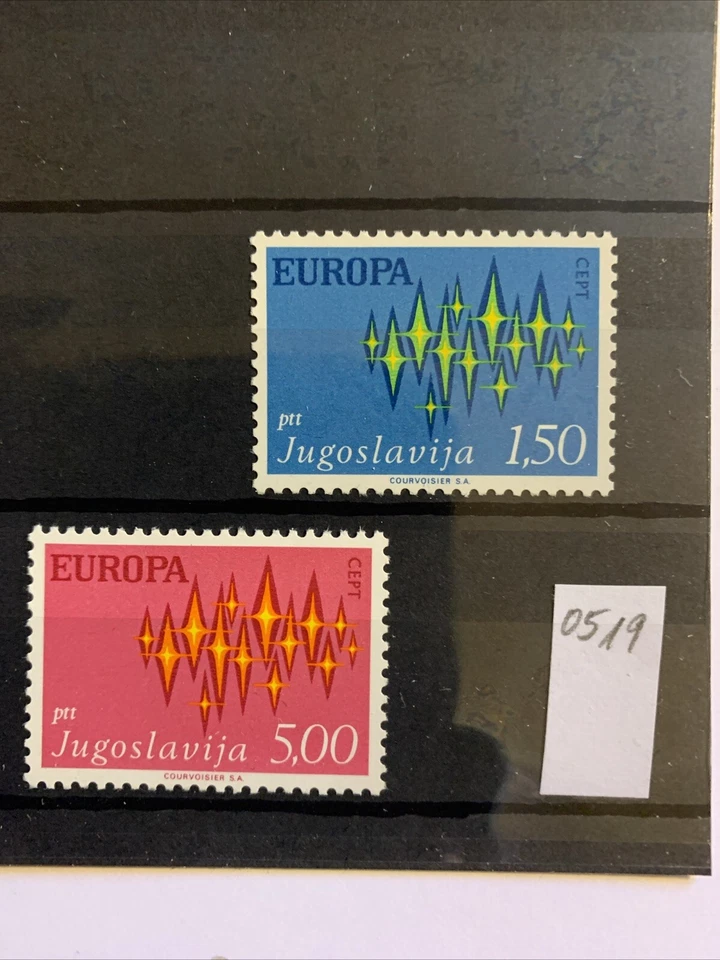 EUROPA CEPT
ptt
Jugoslavija 1,50
COURVOISIER S.A.
EUROPA CEPT
ptt
Jugoslavija 5,00
COURVOISIER S.A.
0519